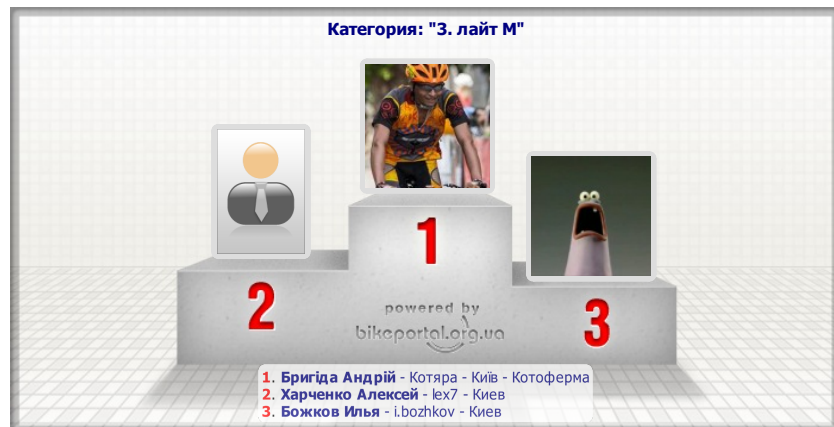 Категория: "3. лайт М"
1
2
3
powered by
bikeportal.org.ua
1. Бригіда Андрій - Котяра - Київ - Котоферма
2. Харченко Алексей - lex7 - Киев
3. Божков Илья - i.bozhkov - Киев